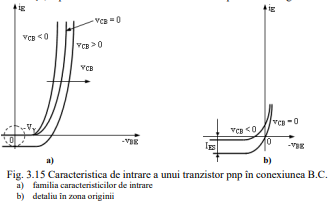 iE
vCB = 0
vCB < 0
vCB > 0
vCB
-Vγ
0
-vBE
a)
iE
vCB = 0
vCB < 0
IES
0
-vBE
b)
Fig. 3.15 Caracteristica de intrare a unui tranzistor pnp în conexiunea B.C.
a) familia caracteristicilor de intrare
b) detaliu în zona originii